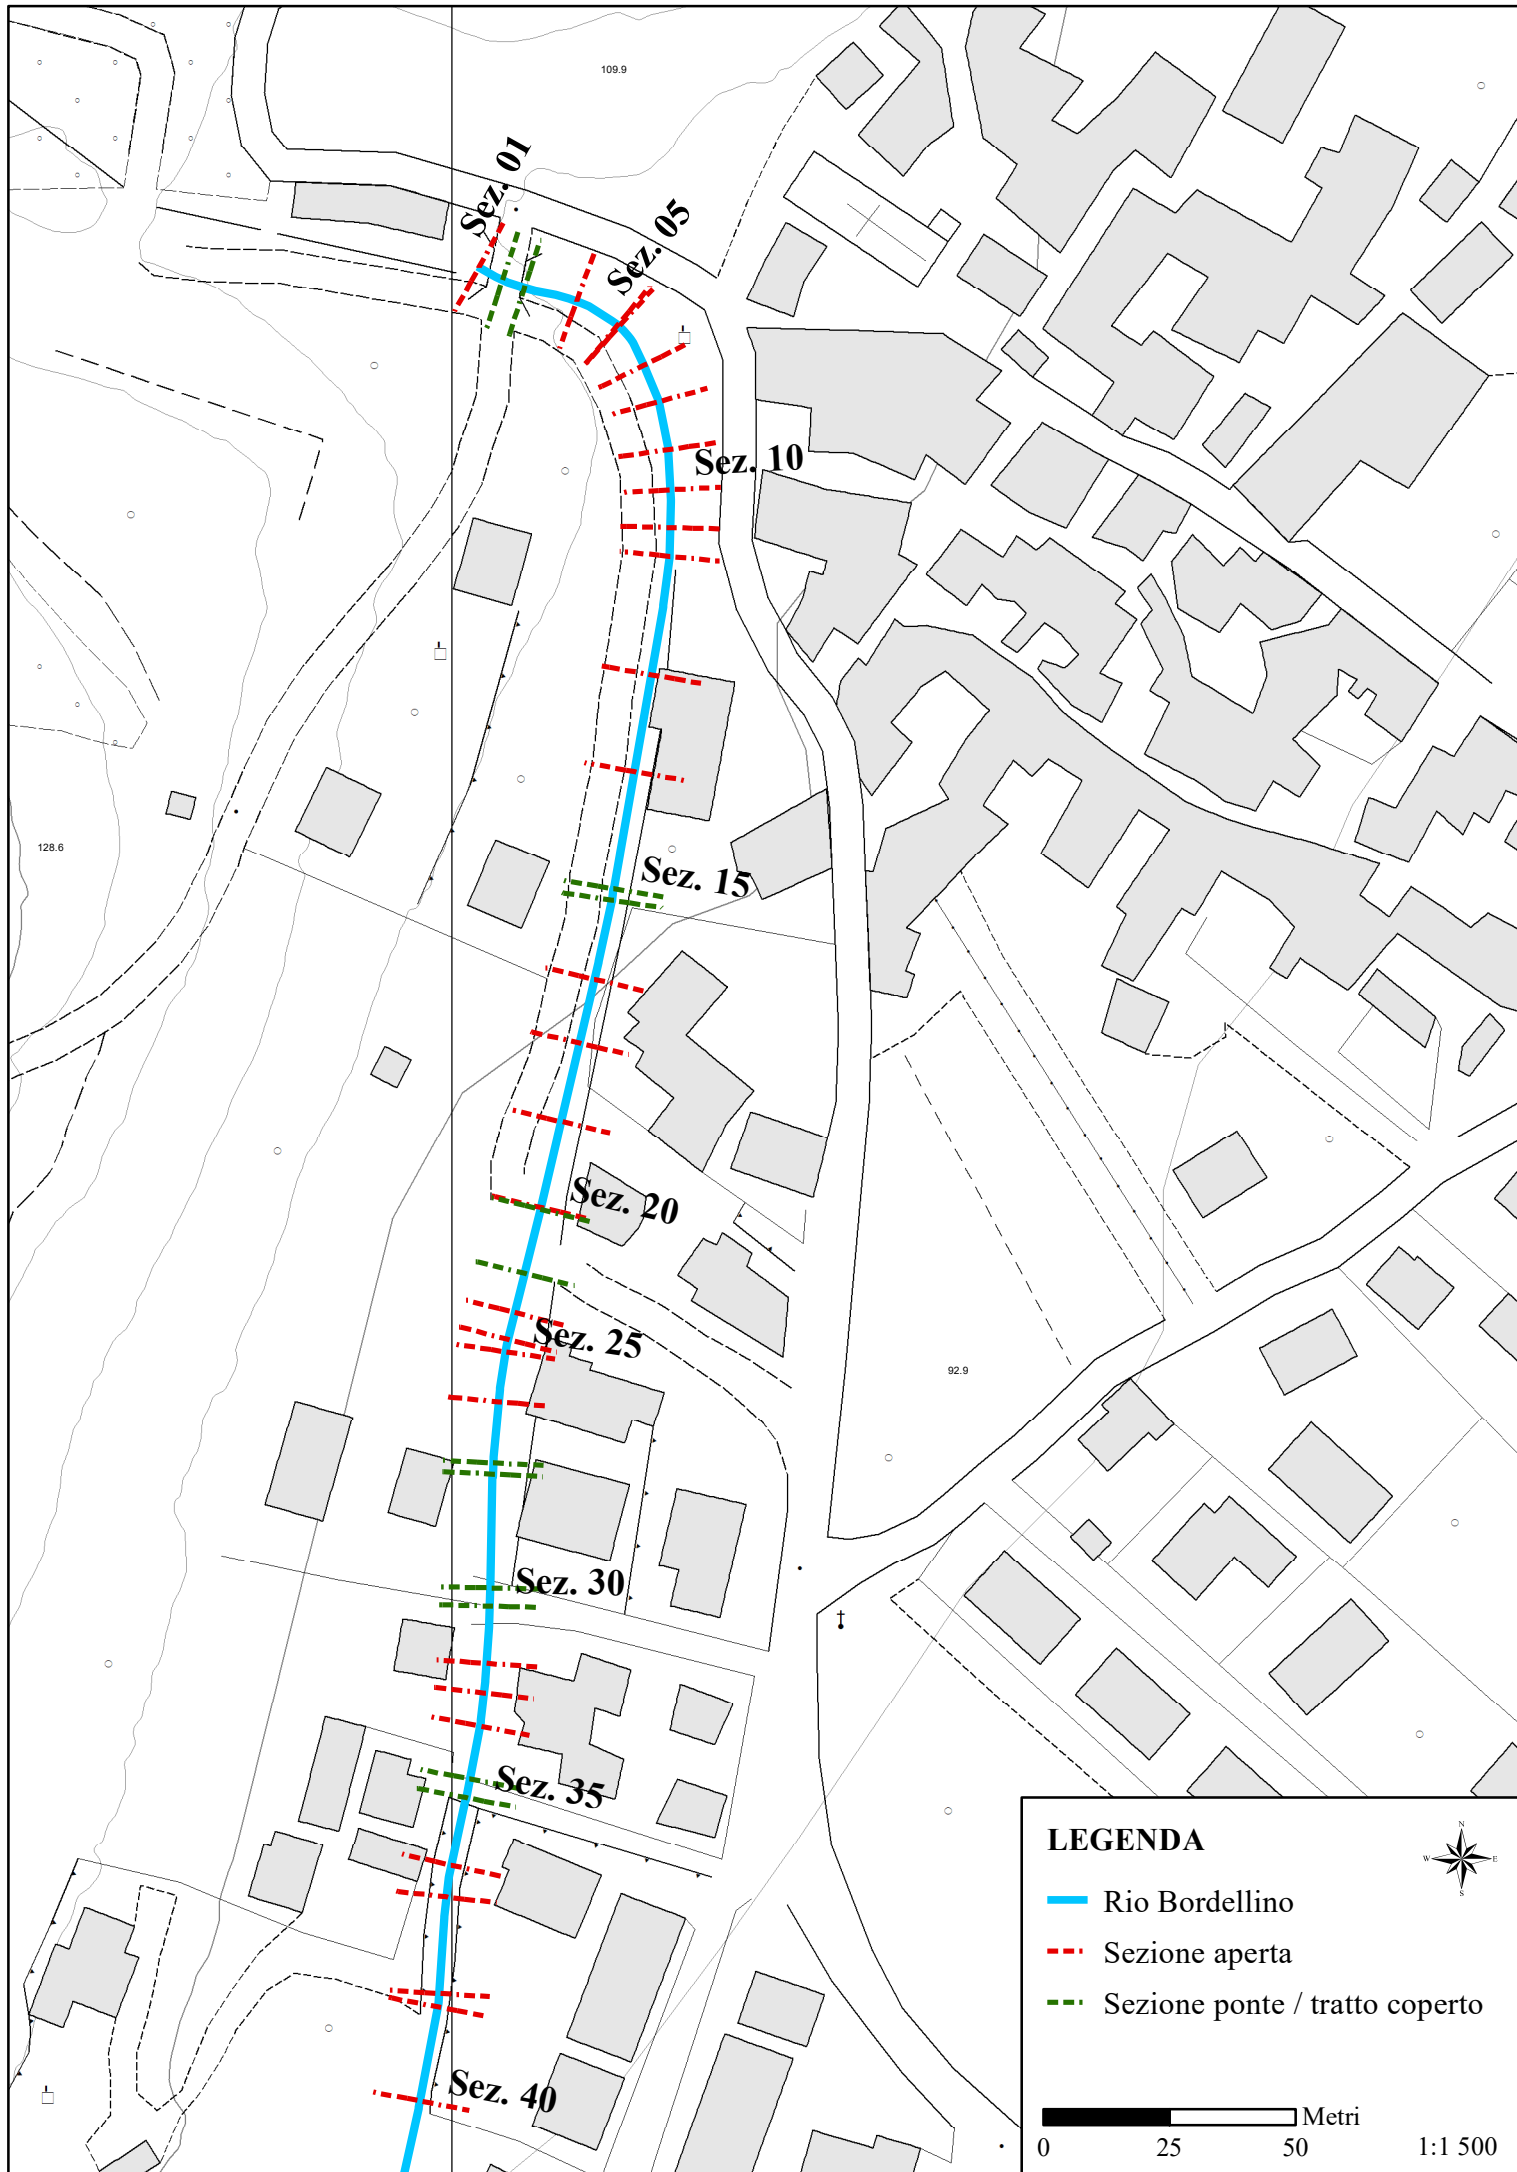 109.9
Sez. 01
Sez. 05
Sez. 10
128.6
Sez. 15
Sez. 20
Sez. 25
92.9
Sez. 30
Sez. 35
Sez. 40
LEGENDA
N
W E
S
Rio Bordellino
Sezione aperta
Sezione ponte / tratto coperto
Metri
0 25 50 1:1 500